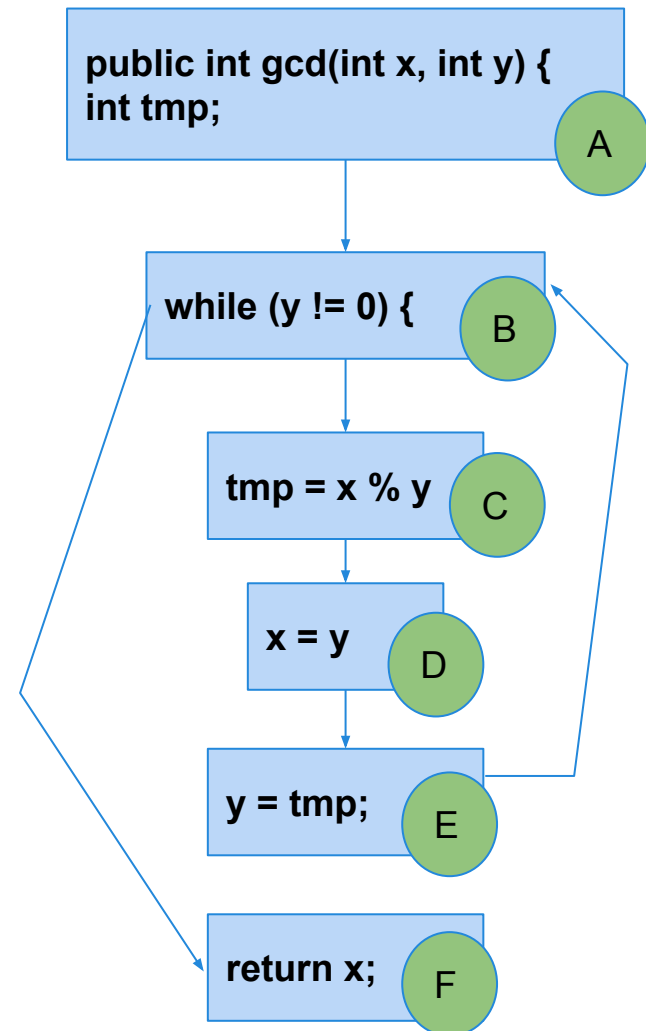 public int gcd(int x, int y) {
int tmp;
A
while (y != 0) {
B
tmp = x % y
C
x = y
D
y = tmp;
E
return x;
F